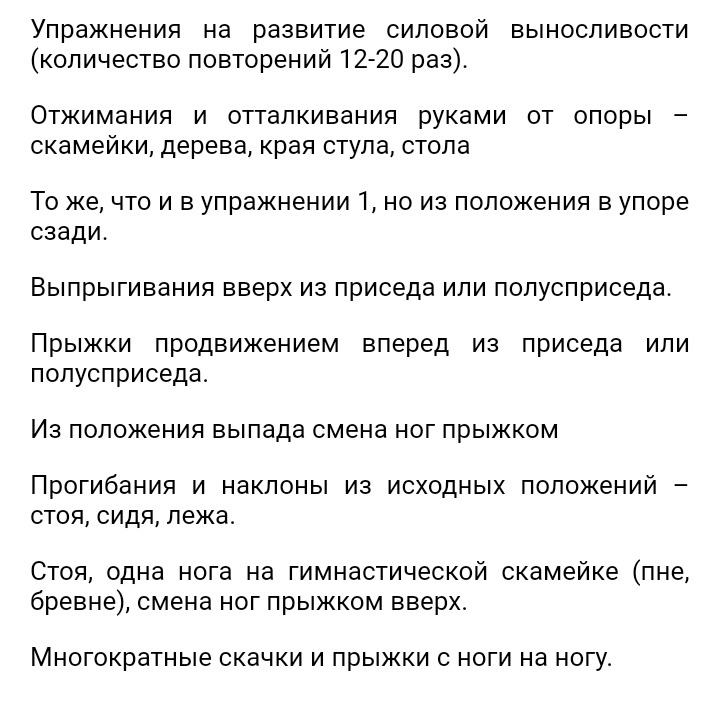 Упражнения на развитие силовой выносливости
(количество повторений 12-20 раз).
Отжимания и отталкивания руками от опоры –
скамейки, дерева, края стула, стола
То же, что и в упражнении 1, но из положения в упоре
сзади.
Выпрыгивания вверх из приседа или полусприседа.
Прыжки продвижением вперед из приседа или
полусприседа.
Из положения выпада смена ног прыжком
Прогибания и наклоны из исходных положений –
стоя, сидя, лежа.
Стоя, одна нога на гимнастической скамейке (пне,
бревне), смена ног прыжком вверх.
Многократные скачки и прыжки с ноги на ногу.